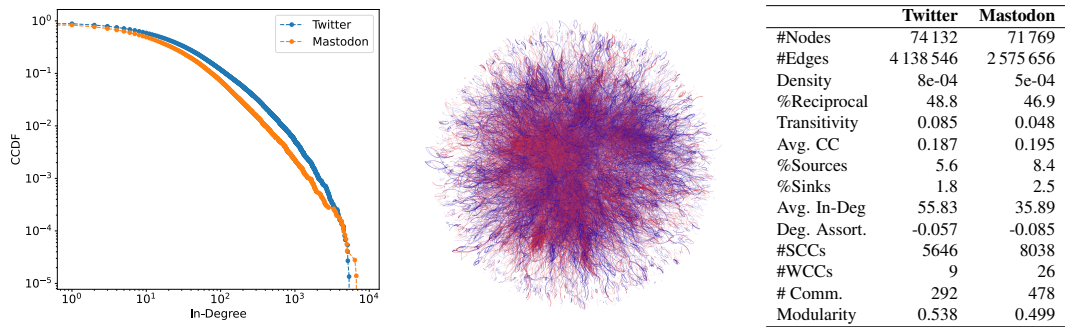 10⁰
10⁻¹
10⁻²
10⁻³
10⁻⁴
10⁻⁵
CCDF
Twitter
Mastodon
10⁰ 10¹ 10² 10³ 10⁴
In-Degree
Twitter Mastodon
#Nodes 74 132 71 769
#Edges 4 138 546 2 575 656
Density 8e-04 5e-04
%Reciprocal 48.8 46.9
Transitivity 0.085 0.048
Avg. CC 0.187 0.195
%Sources 5.6 8.4
%Sinks 1.8 2.5
Avg. In-Deg 55.83 35.89
Deg. Assort. -0.057 -0.085
#SCCs 5646 8038
#WCCs 9 26
# Comm. 292 478
Modularity 0.538 0.499